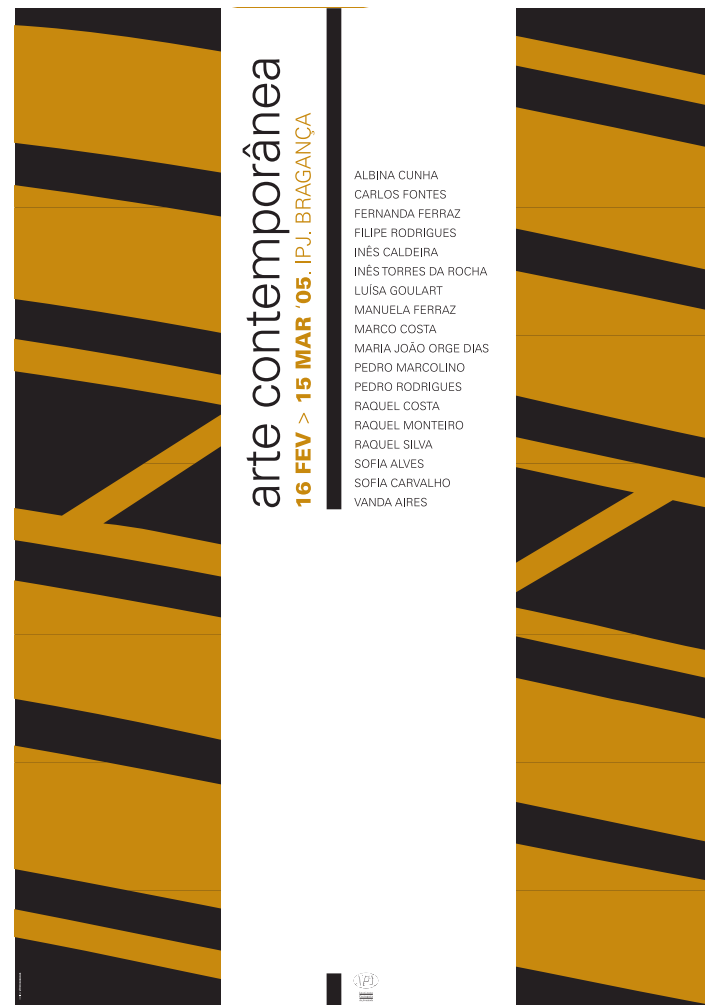 arte contemporânea
16 FEV > 15 MAR '05. IPJ. BRAGANÇA
ALBINA CUNHA
CARLOS FONTES
FERNANDA FERRAZ
FILIPE RODRIGUES
INÊS CALDEIRA
INÊS TORRES DA ROCHA
LUÍSA GOULART
MANUELA FERRAZ
MARCO COSTA
MARIA JOÃO ORGE DIAS
PEDRO MARCOLINO
PEDRO RODRIGUES
RAQUEL COSTA
RAQUEL MONTEIRO
RAQUEL SILVA
SOFIA ALVES
SOFIA CARVALHO
VANDA AIRES